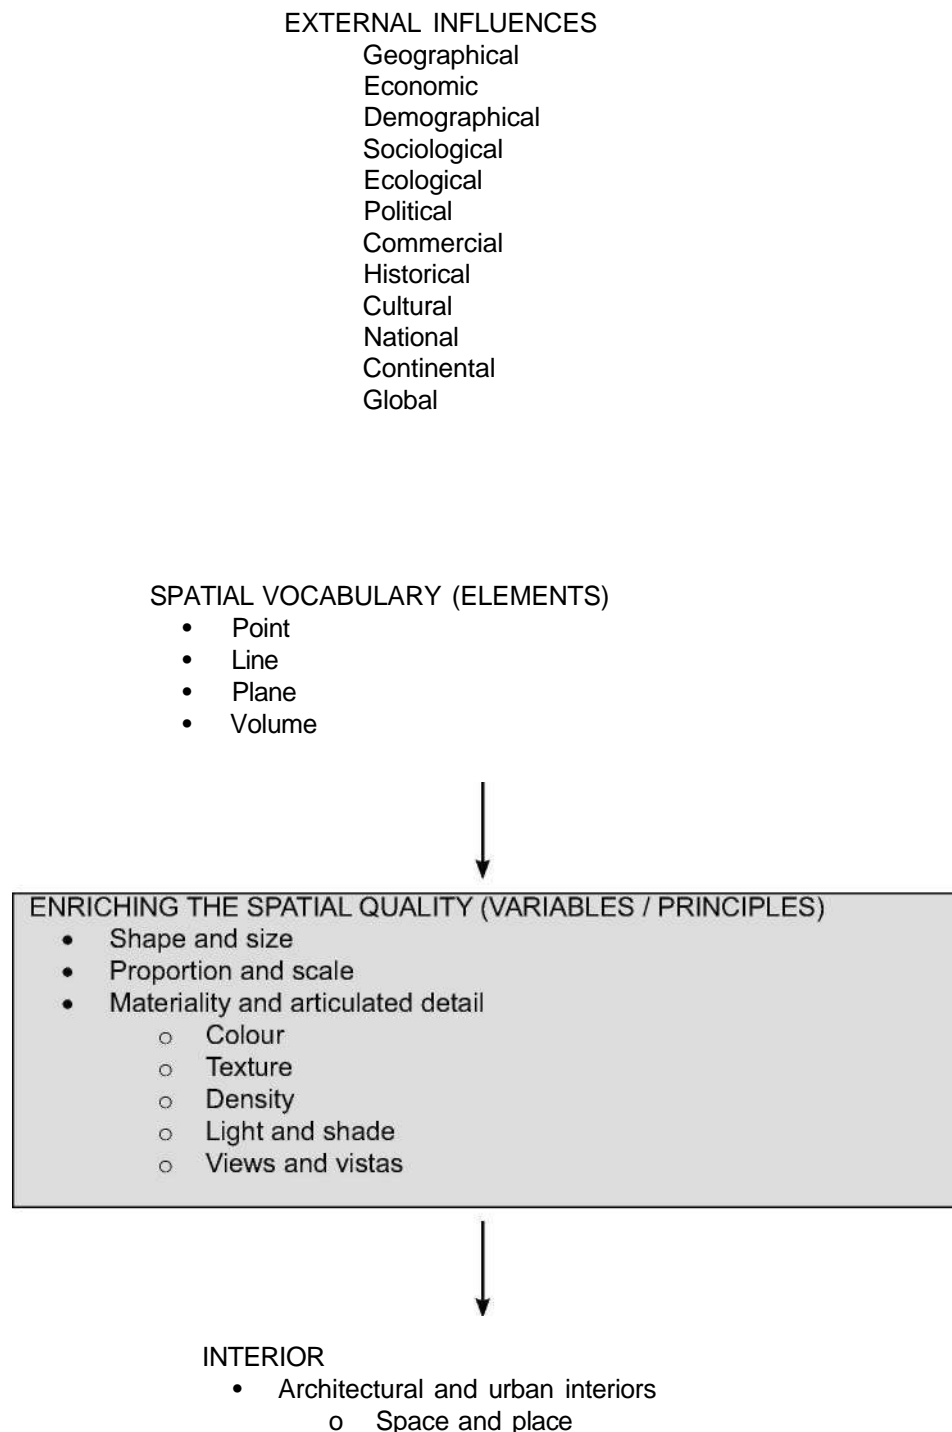 EXTERNAL INFLUENCES
Geographical
Economic
Demographical
Sociological
Ecological
Political
Commercial
Historical
Cultural
National
Continental
Global
SPATIAL VOCABULARY (ELEMENTS)
• Point
• Line
• Plane
• Volume
ENRICHING THE SPATIAL QUALITY (VARIABLES / PRINCIPLES)
• Shape and size
• Proportion and scale
• Materiality and articulated detail
o Colour
o Texture
o Density
o Light and shade
o Views and vistas
INTERIOR
• Architectural and urban interiors
o Space and place